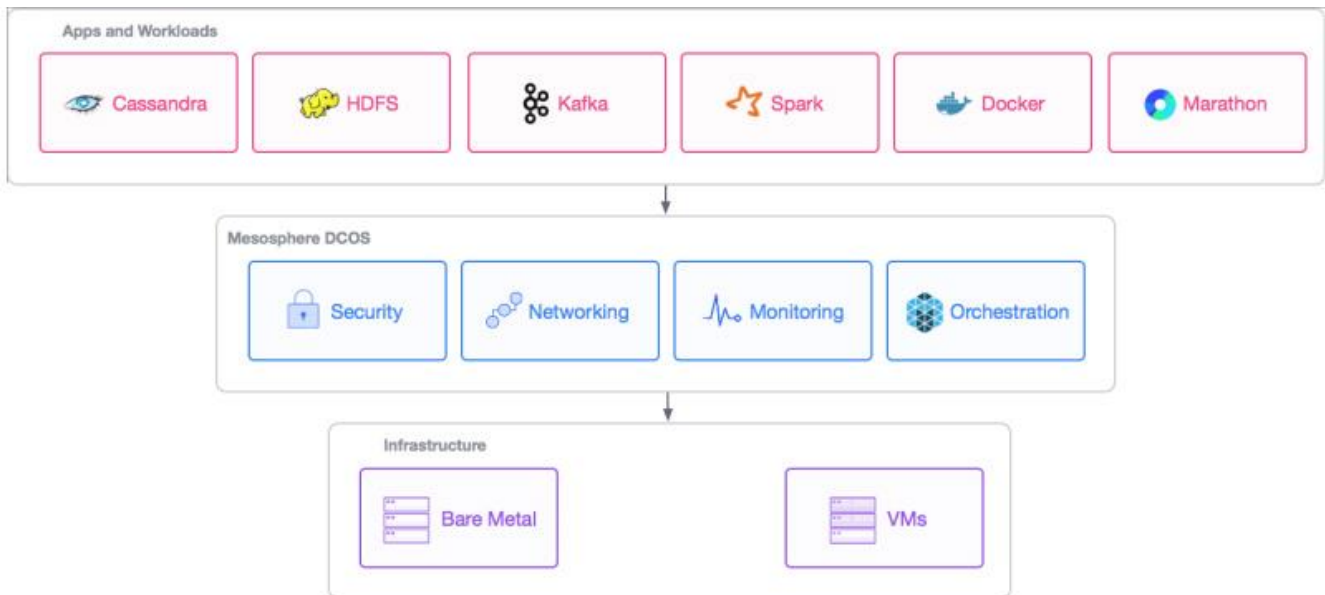 Apps and Workloads
Cassandra
HDFS
Kafka
Spark
Docker
Marathon
Mesosphere DCOS
Security
Networking
Monitoring
Orchestration
Infrastructure
Bare Metal
VMs